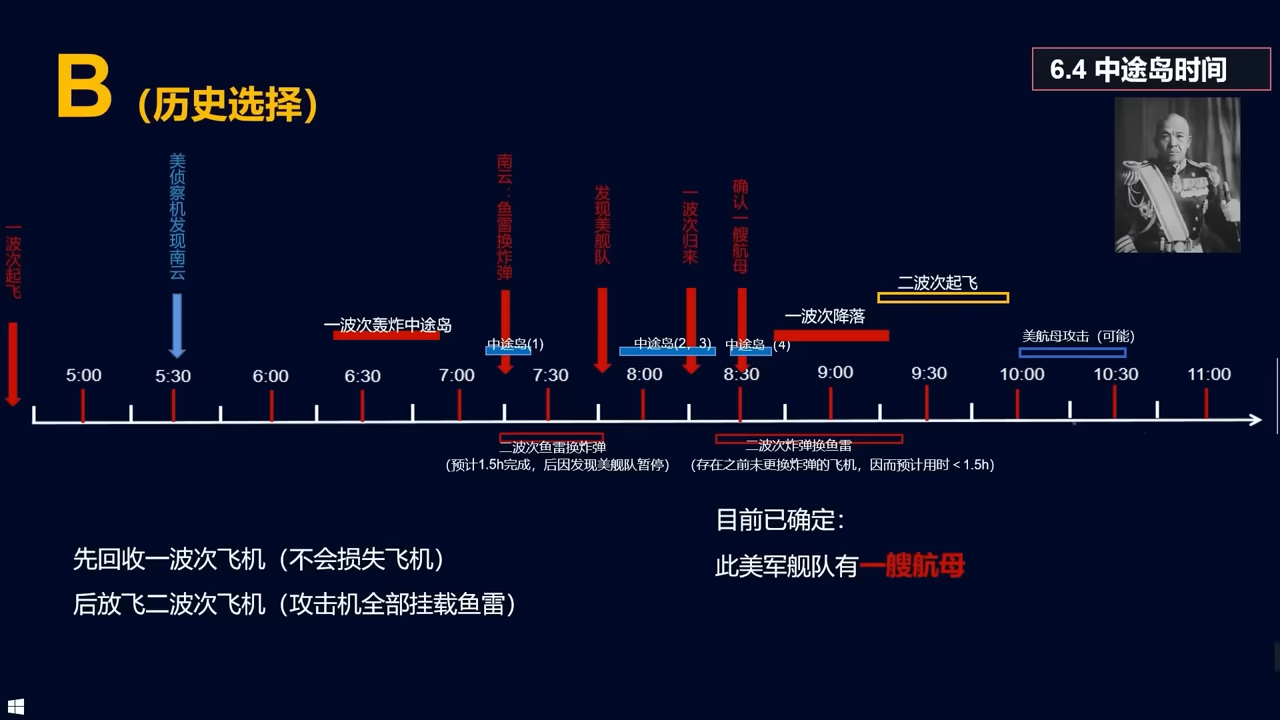 B (历史选择)
6.4 中途岛时间
一波次起飞
美侦察机发现南云
南云：鱼雷换炸弹
发现美舰队
一波次归来
确认一艘航母
一波次轰炸中途岛
中途岛(1)
中途岛(2，3)
中途岛 (4)
一波次降落
二波次起飞
美航母攻击（可能）
5:00 5:30 6:00 6:30 7:00 7:30 8:00 8:30 9:00 9:30 10:00 10:30 11:00
二波次鱼雷换炸弹
（预计1.5h完成，后因发现美舰队暂停）
二波次炸弹换鱼雷
（存在之前未更换炸弹的飞机，因而预计用时＜1.5h）
目前已确定：
此美军舰队有一艘航母
先回收一波次飞机（不会损失飞机）
后放飞二波次飞机（攻击机全部挂载鱼雷）